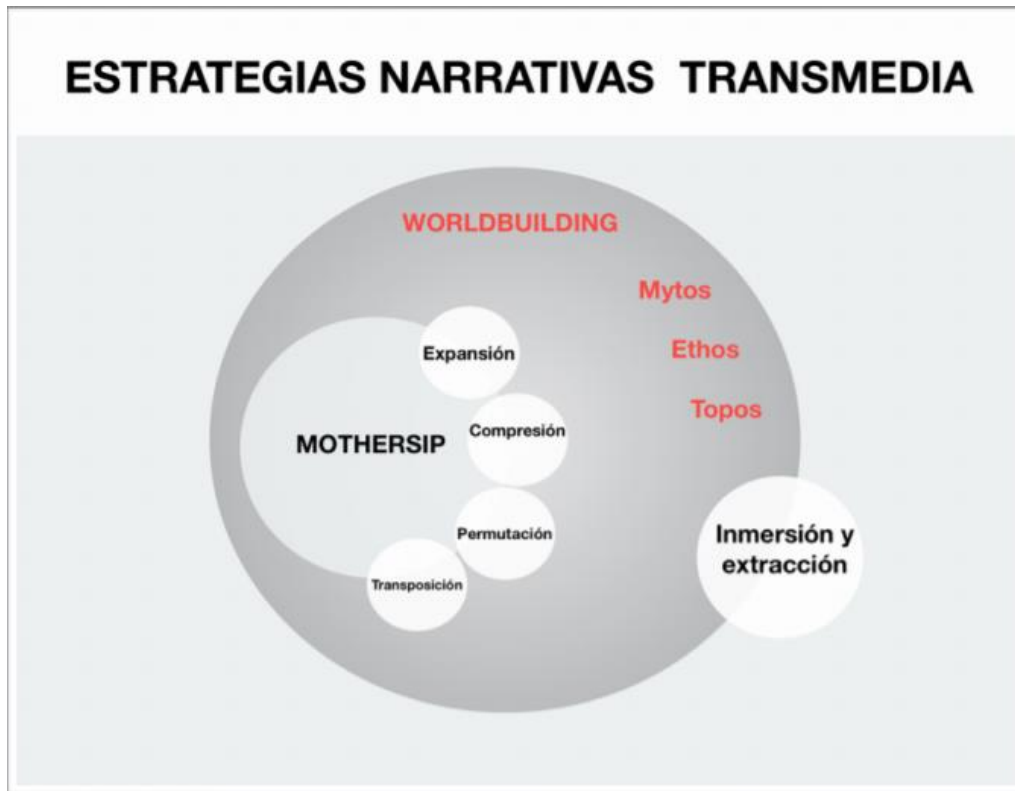 ESTRATEGIAS NARRATIVAS TRANSMEDIA
WORLDBUILDING
Mytos
Ethos
Topos
Expansión
Compresión
MOTHERSIP
Permutación
Transposición
Inmersión y
extracción